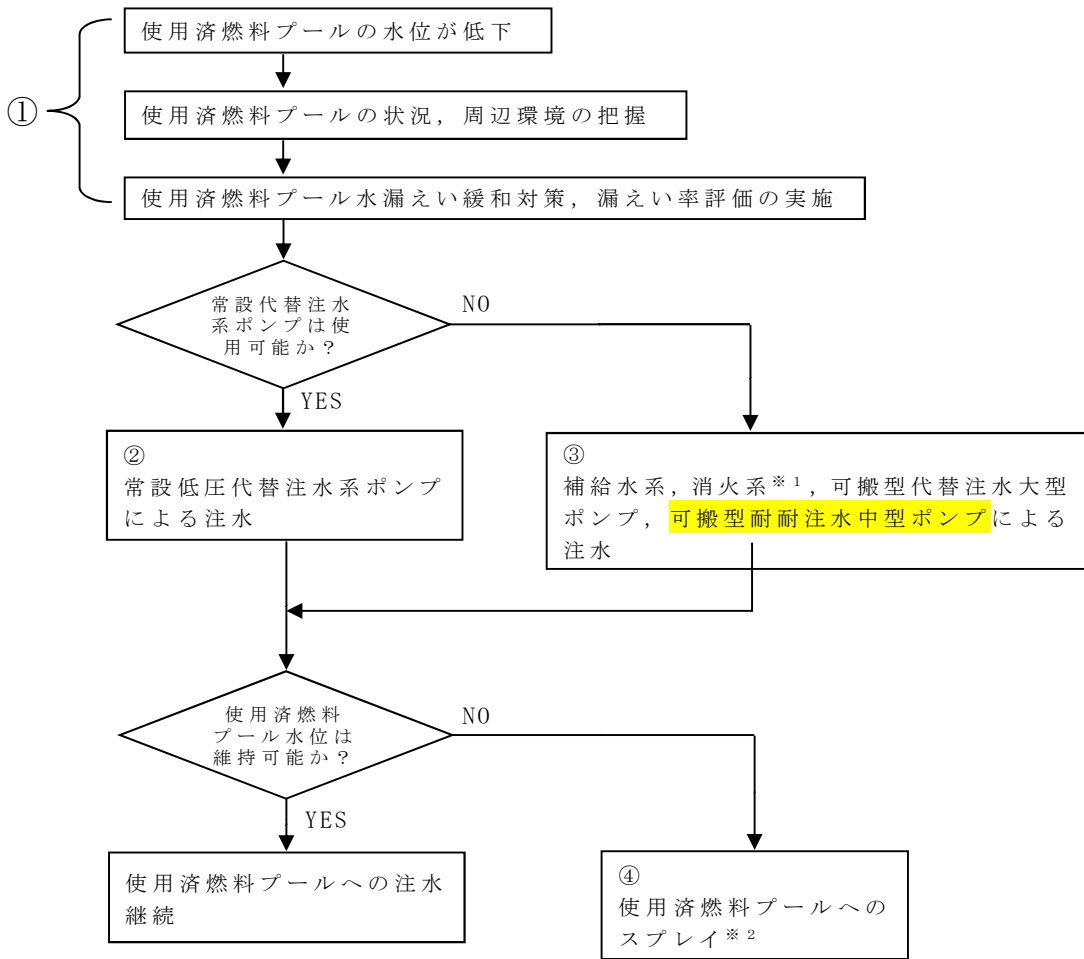 使用済燃料プールの水位が低下
①
使用済燃料プールの状況，周辺環境の把握
使用済燃料プール水漏えい緩和対策，漏えい率評価の実施
常設代替注水
系ポンプは使
用可能か？
NO
YES
②
常設低圧代替注水系ポンプ
による注水
③
補給水系，消火系※１，可搬型代替注水大型
ポンプ，可搬型耐耐注水中型ポンプによる
注水
使用済燃料
プール水位は
維持可能か？
NO
YES
使用済燃料プールへの注水
継続
④
使用済燃料プールへの
スプレイ※２